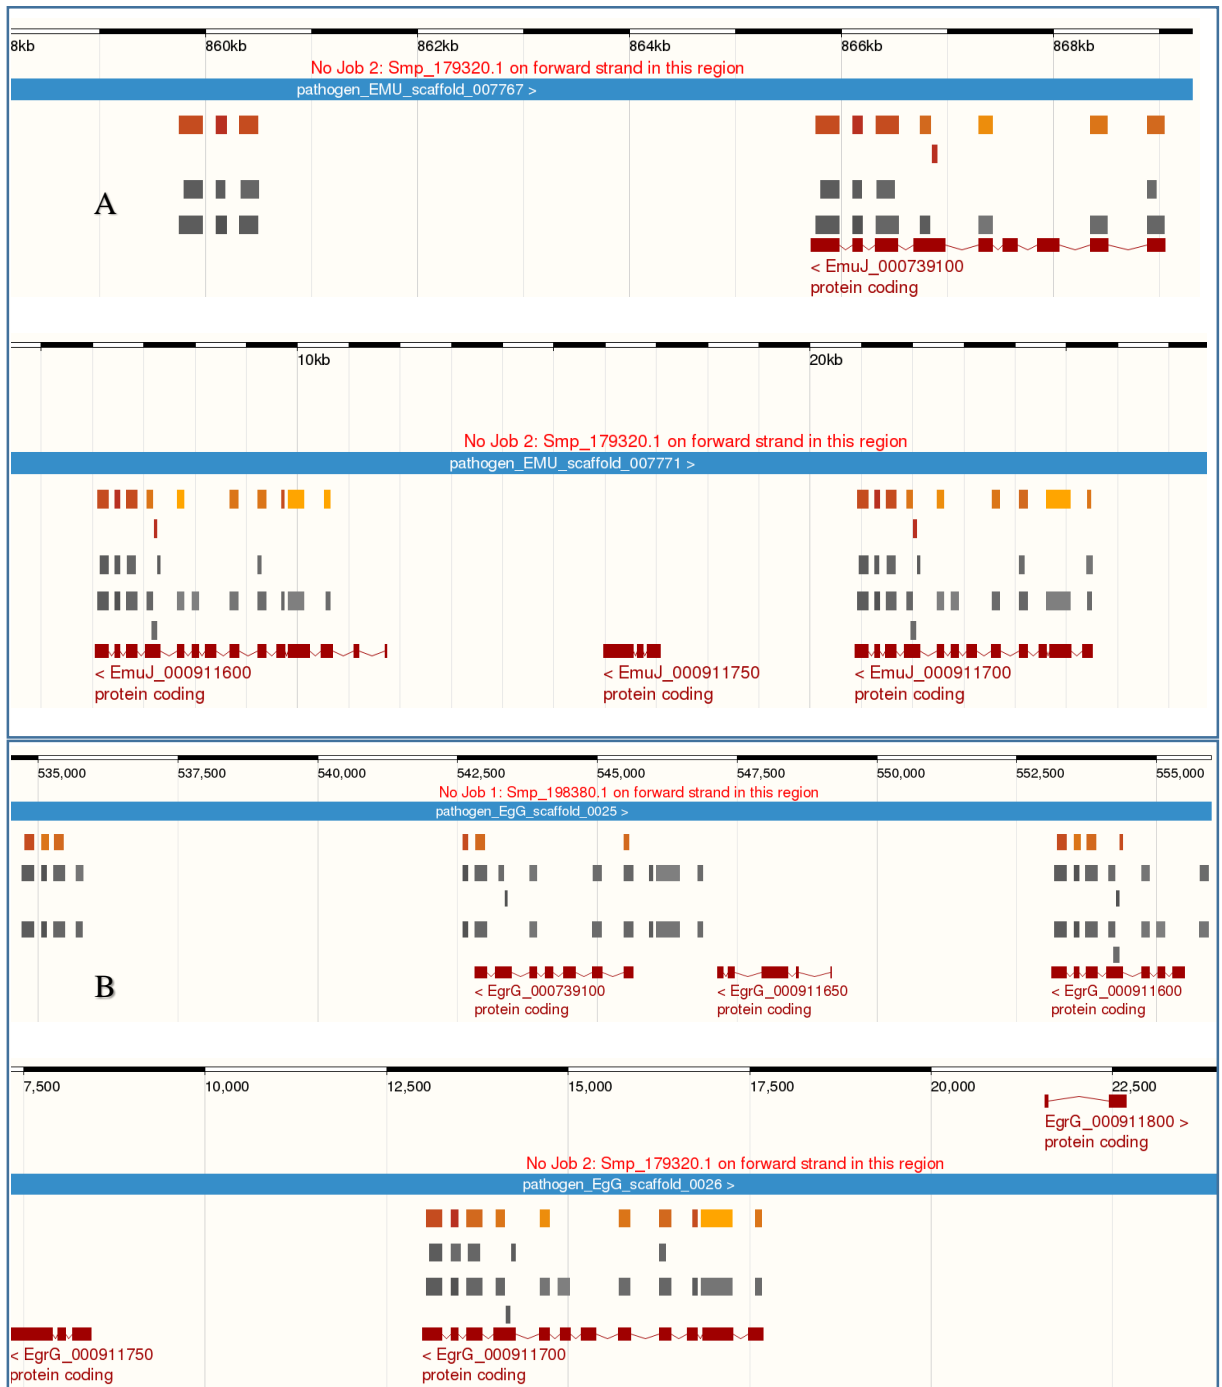 8kb 860kb 862kb 864kb 866kb 868kb
No Job 2: Smp_179320.1 on forward strand in this region
pathogen_EMU_scaffold_007767 >
A
< EmuJ_000739100
protein coding
10kb 20kb
No Job 2: Smp_179320.1 on forward strand in this region
pathogen_EMU_scaffold_007771 >
< EmuJ_000911600 < EmuJ_000911750 < EmuJ_000911700
protein coding protein coding protein coding
535,000 537,500 540,000 542,500 545,000 547,500 550,000 552,500 555,000
No Job 1: Smp_198380.1 on forward strand in this region
pathogen_EgG_scaffold_0025 >
B
< EgrG_000739100 < EgrG_000911650 < EgrG_000911600
protein coding protein coding protein coding
7,500 10,000 12,500 15,000 17,500 20,000 22,500
EgrG_000911800 >
protein coding
No Job 2: Smp_179320.1 on forward strand in this region
pathogen_EgG_scaffold_0026 >
< EgrG_000911750 < EgrG_000911700
protein coding protein coding